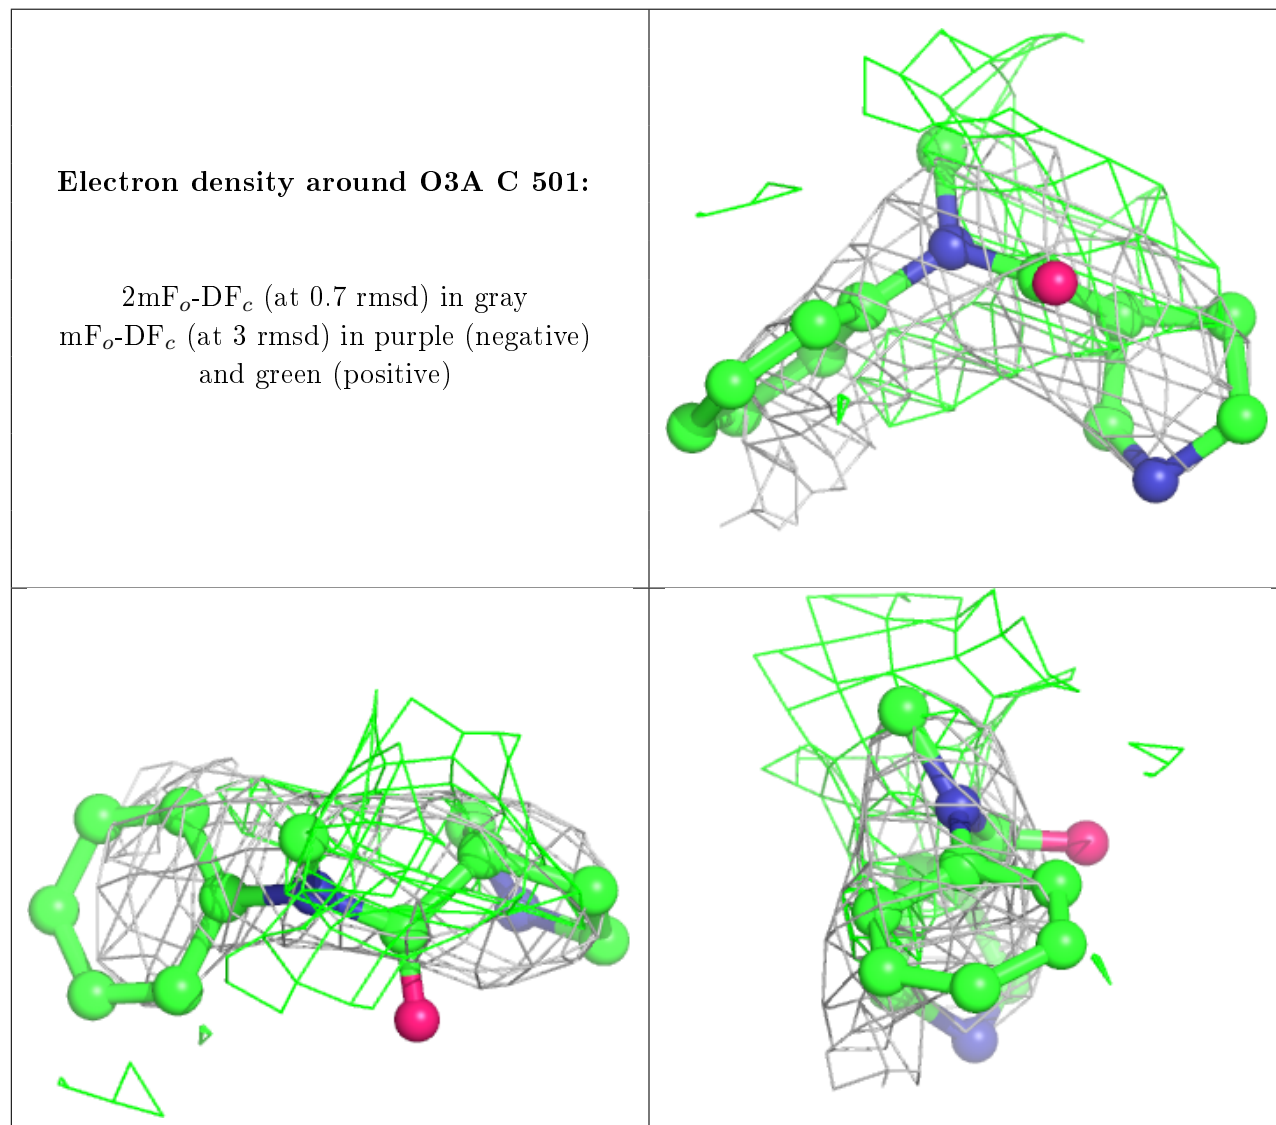 Electron density around O3A C 501:
2mFo-DFc (at 0.7 rmsd) in gray
mFo-DFc (at 3 rmsd) in purple (negative)
and green (positive)